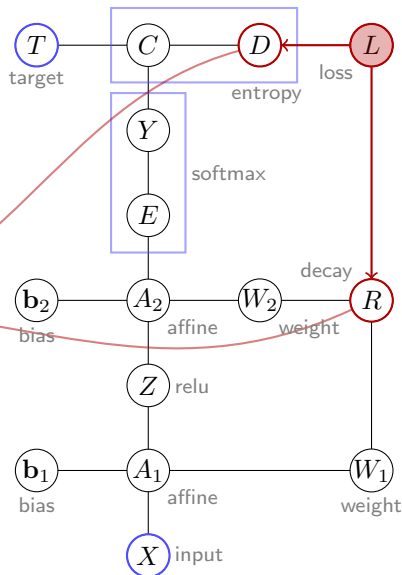 T C D L
target
loss
entropy
Y
softmax
E
decay
b₂ A₂ W₂ R
bias affine weight
Z relu
b₁ A₁ W₁
bias affine weight
X input